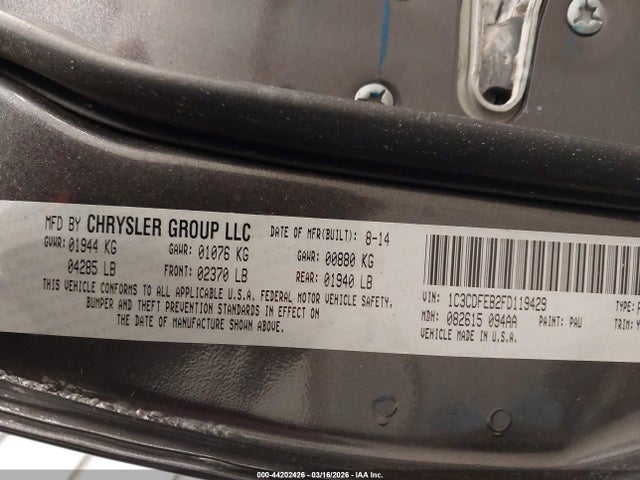 MFD BY CHRYSLER GROUP LLC DATE OF MFR(BUILT): 8-14
GVWR: 01944 KG GAWR: 01076 KG GAWR: 00880 KG
04285 LB FRONT: 02370 LB REAR: 01940 LB
THIS VEHICLE CONFORMS TO ALL APPLICABLE U.S.A. FEDERAL MOTOR VEHICLE SAFETY,
BUMPER AND THEFT PREVENTION STANDARDS IN EFFECT ON
THE DATE OF MANUFACTURE SHOWN ABOVE.
VIN: 1C3CDFEB2FD119429 TYPE:
MDH: 082615 094AA PAINT: PAU TRIM:
VEHICLE MADE IN U.S.A.
000-44202426 - 03/16/2026 - IAA Inc.